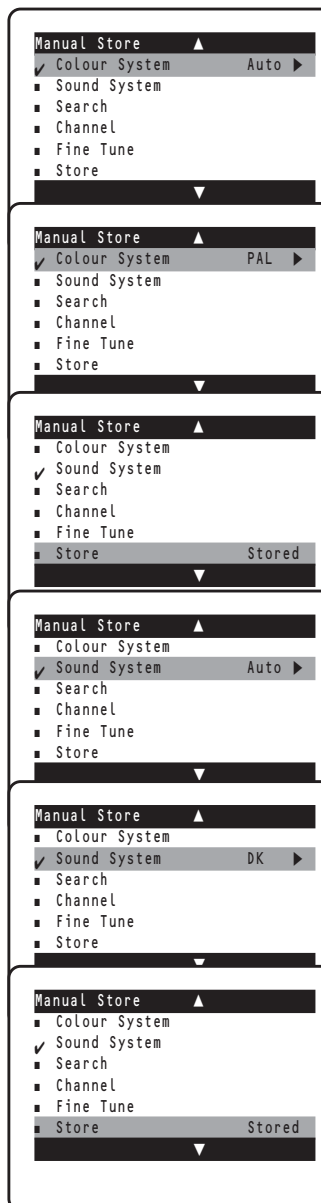 Manual Store ▲
✔ Colour System Auto ▶
▪ Sound System
▪ Search
▪ Channel
▪ Fine Tune
▪ Store
▼
Manual Store ▲
✔ Colour System PAL ▶
▪ Sound System
▪ Search
▪ Channel
▪ Fine Tune
▪ Store
▼
Manual Store ▲
▪ Colour System
✔ Sound System
▪ Search
▪ Channel
▪ Fine Tune
▪ Store Stored
▼
Manual Store ▲
▪ Colour System
✔ Sound System Auto ▶
▪ Search
▪ Channel
▪ Fine Tune
▪ Store
▼
Manual Store ▲
▪ Colour System
✔ Sound System DK ▶
▪ Search
▪ Channel
▪ Fine Tune
▪ Store
▼
Manual Store ▲
▪ Colour System
✔ Sound System
▪ Search
▪ Channel
▪ Fine Tune
▪ Store Stored
▼